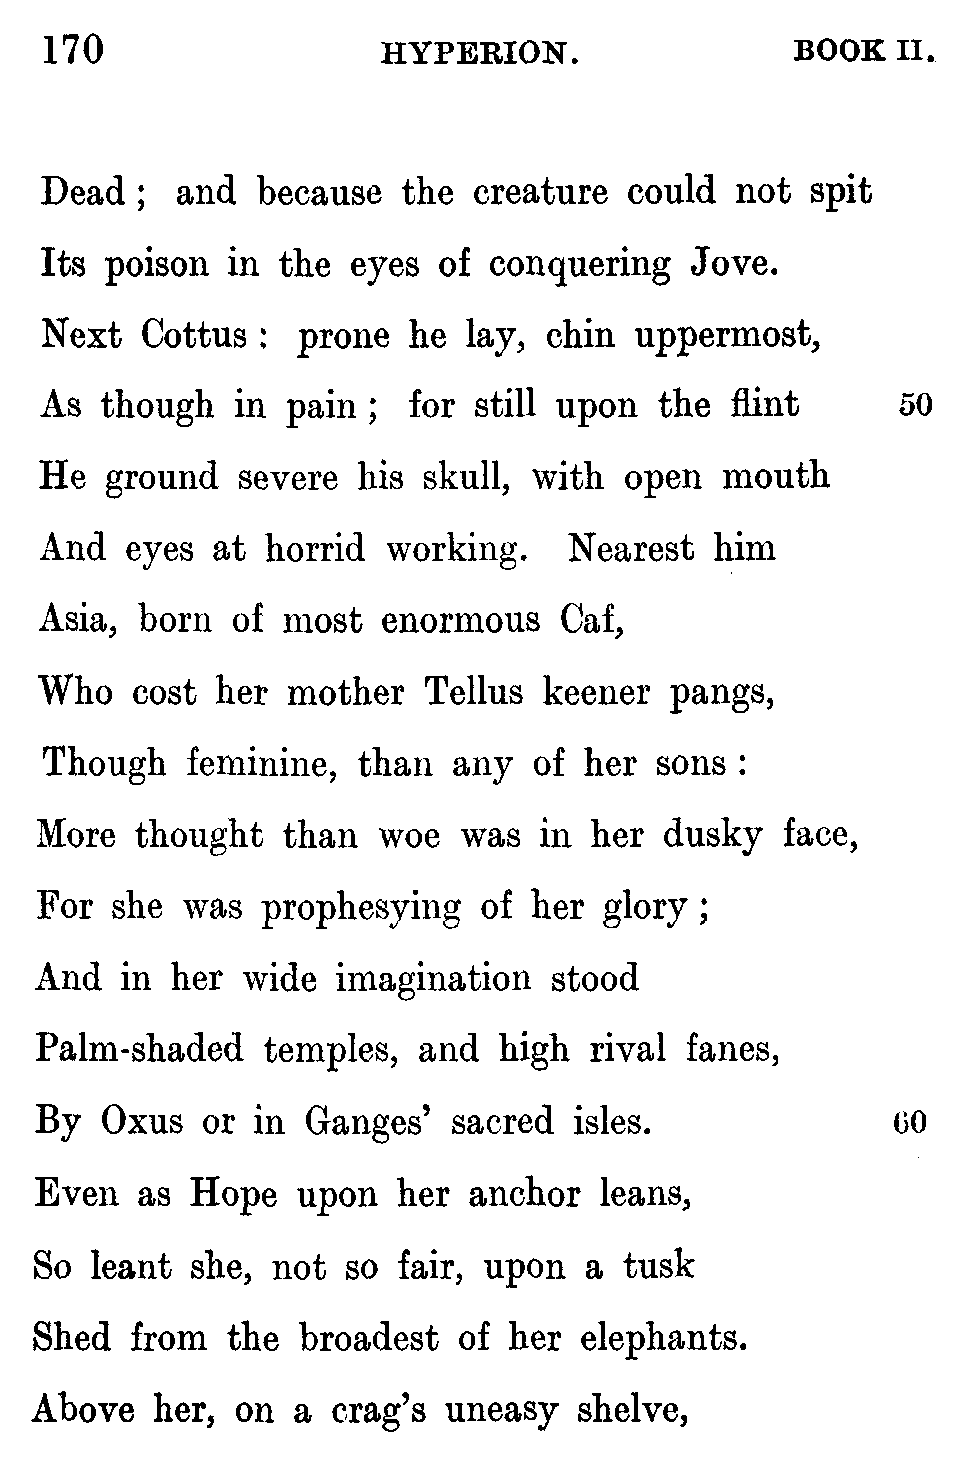 170 HYPERION. BOOK II.
Dead ; and because the creature could not spit
Its poison in the eyes of conquering Jove.
Next Cottus : prone he lay, chin uppermost,
As though in pain ; for still upon the flint 50
He ground severe his skull, with open mouth
And eyes at horrid working. Nearest him
Asia, born of most enormous Caf,
Who cost her mother Tellus keener pangs,
Though feminine, than any of her sons :
More thought than woe was in her dusky face,
For she was prophesying of her glory ;
And in her wide imagination stood
Palm-shaded temples, and high rival fanes,
By Oxus or in Ganges' sacred isles. 60
Even as Hope upon her anchor leans,
So leant she, not so fair, upon a tusk
Shed from the broadest of her elephants.
Above her, on a crag's uneasy shelve,